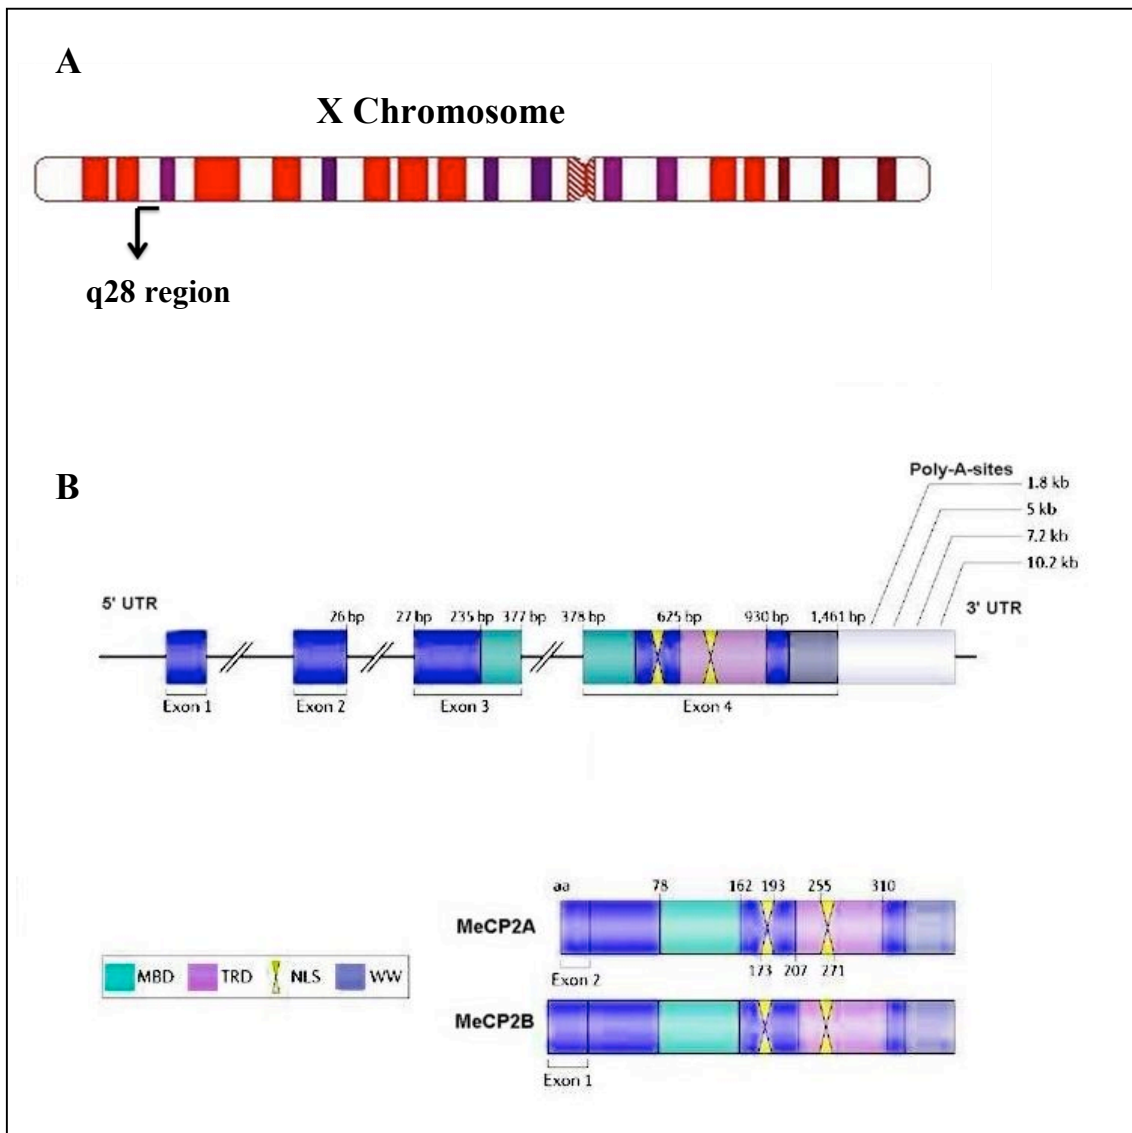 A
X Chromosome
q28 region
B
Poly-A-sites
1.8 kb
5 kb
7.2 kb
10.2 kb
5' UTR
3' UTR
26 bp
27 bp
235 bp
377 bp
378 bp
625 bp
930 bp
1,461 bp
Exon 1
Exon 2
Exon 3
Exon 4
aa
78
162
193
255
310
MeCP2A
173
207
271
Exon 2
MBD
TRD
NLS
WW
MeCP2B
Exon 1